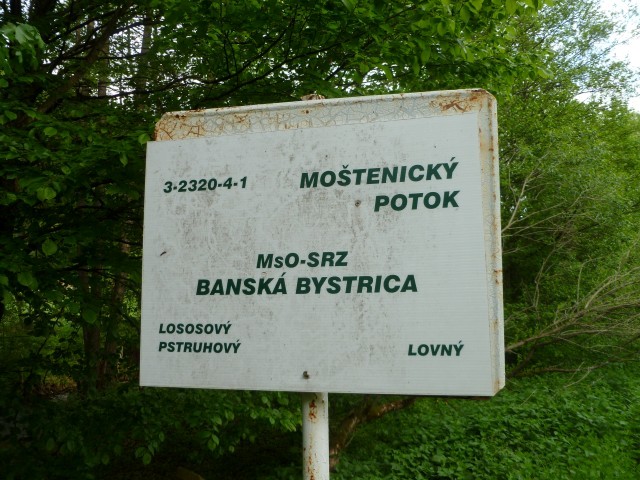 3-2320-4-1 MOŠTENICKÝ
POTOK
MsO-SRZ
BANSKÁ BYSTRICA
LOSOSOVÝ
PSTRUHOVÝ LOVNÝ